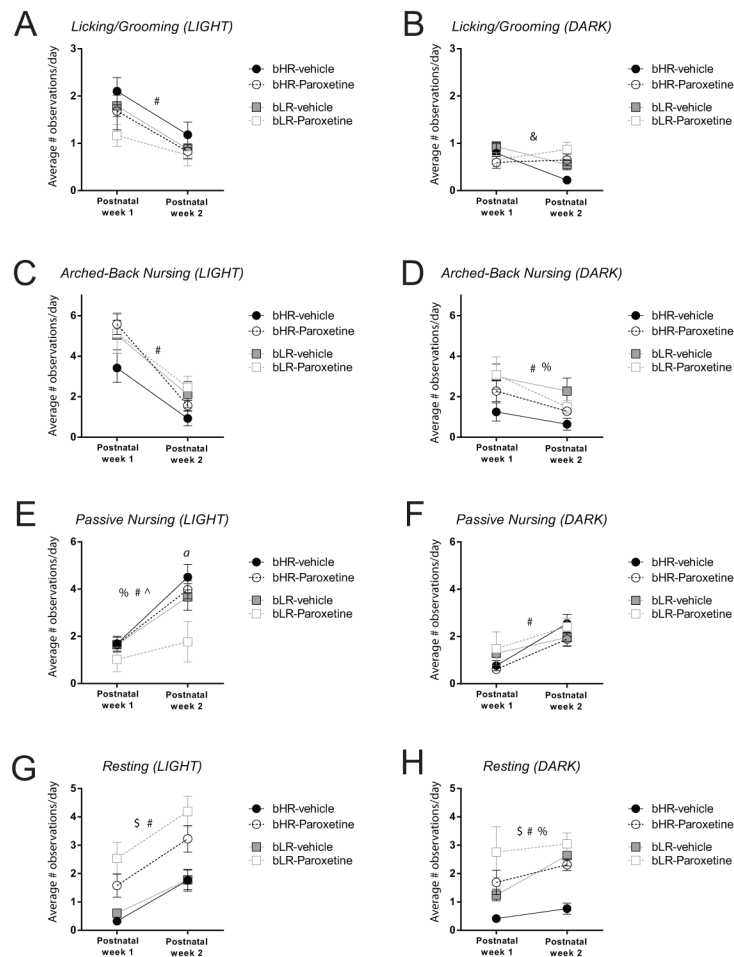 A
Licking/Grooming (LIGHT)
Average # observations/day
3
2
1
0
#
Postnatal
week 1
Postnatal
week 2
bHR-vehicle
bHR-Paroxetine
bLR-vehicle
bLR-Paroxetine
B
Licking/Grooming (DARK)
Average # observations/day
3
2
1
0
&
Postnatal
week 1
Postnatal
week 2
bHR-vehicle
bHR-Paroxetine
bLR-vehicle
bLR-Paroxetine
C
Arched-Back Nursing (LIGHT)
Average # observations/day
6
4
2
0
#
Postnatal
week 1
Postnatal
week 2
bHR-vehicle
bHR-Paroxetine
bLR-vehicle
bLR-Paroxetine
D
Arched-Back Nursing (DARK)
Average # observations/day
6
4
2
0
# %
Postnatal
week 1
Postnatal
week 2
bHR-vehicle
bHR-Paroxetine
bLR-vehicle
bLR-Paroxetine
E
Passive Nursing (LIGHT)
Average # observations/day
6
4
2
0
% # ^
a
Postnatal
week 1
Postnatal
week 2
bHR-vehicle
bHR-Paroxetine
bLR-vehicle
bLR-Paroxetine
F
Passive Nursing (DARK)
Average # observations/day
6
4
2
0
#
Postnatal
week 1
Postnatal
week 2
bHR-vehicle
bHR-Paroxetine
bLR-vehicle
bLR-Paroxetine
G
Resting (LIGHT)
Average # observations/day
5
4
3
2
1
0
$ #
Postnatal
week 1
Postnatal
week 2
bHR-vehicle
bHR-Paroxetine
bLR-vehicle
bLR-Paroxetine
H
Resting (DARK)
Average # observations/day
5
4
3
2
1
0
$ # %
Postnatal
week 1
Postnatal
week 2
bHR-vehicle
bHR-Paroxetine
bLR-vehicle
bLR-Paroxetine